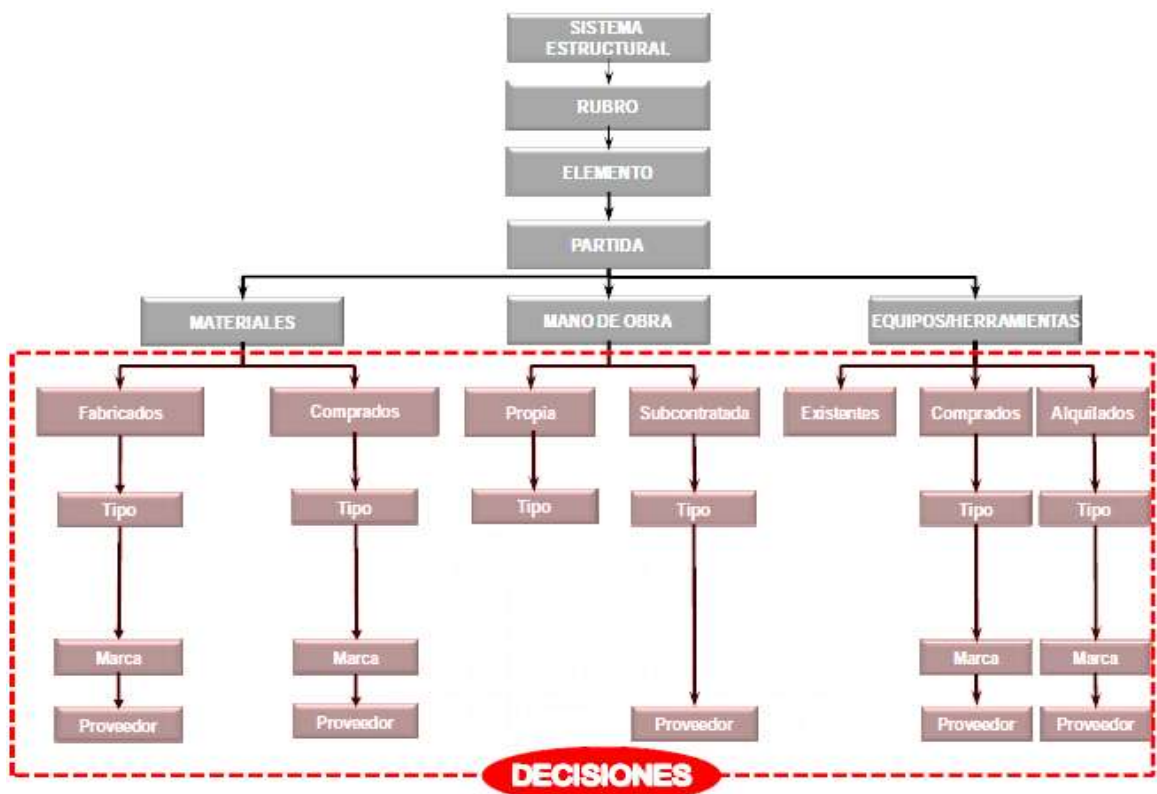 SISTEMA
ESTRUCTURAL
RUBRO
ELEMENTO
PARTIDA
MATERIALES
MANO DE OBRA
EQUIPOS/HERRAMIENTAS
Fabricados
Comprados
Propia
Subcontratada
Existentes
Comprados
Alquilados
Tipo
Tipo
Tipo
Tipo
Tipo
Tipo
Marca
Marca
Marca
Marca
Proveedor
Proveedor
Proveedor
Proveedor
Proveedor
DECISIONES